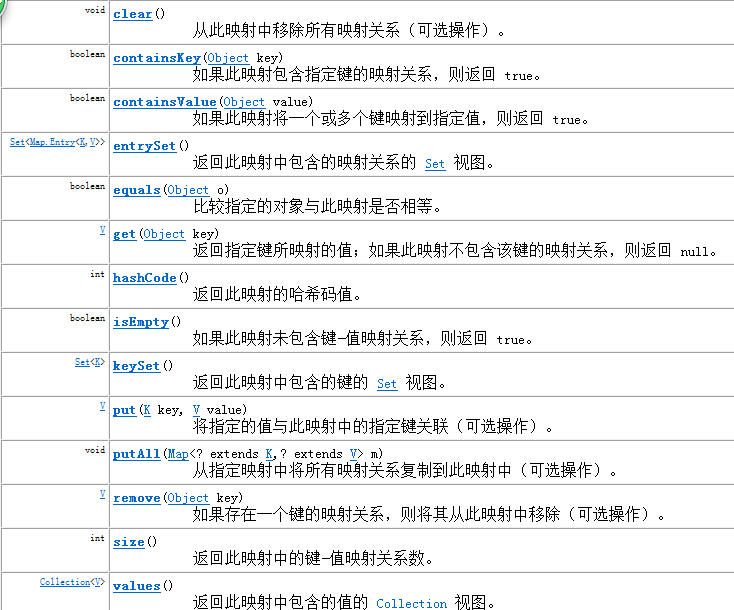 void clear()
从此映射中移除所有映射关系（可选操作）。
boolean containsKey(Object key)
如果此映射包含指定键的映射关系，则返回 true。
boolean containsValue(Object value)
如果此映射将一个或多个键映射到指定值，则返回 true。
Set<Map.Entry<K,V>> entrySet()
返回此映射中包含的映射关系的 Set 视图。
boolean equals(Object o)
比较指定的对象与此映射是否相等。
V get(Object key)
返回指定键所映射的值；如果此映射不包含该键的映射关系，则返回 null。
int hashCode()
返回此映射的哈希码值。
boolean isEmpty()
如果此映射未包含键-值映射关系，则返回 true。
Set<K> keySet()
返回此映射中包含的键的 Set 视图。
V put(K key, V value)
将指定的值与此映射中的指定键关联（可选操作）。
void putAll(Map<? extends K,? extends V> m)
从指定映射中将所有映射关系复制到此映射中（可选操作）。
V remove(Object key)
如果存在一个键的映射关系，则将其从此映射中移除（可选操作）。
int size()
返回此映射中的键-值映射关系数。
Collection<V> values()
返回此映射中包含的值的 Collection 视图。